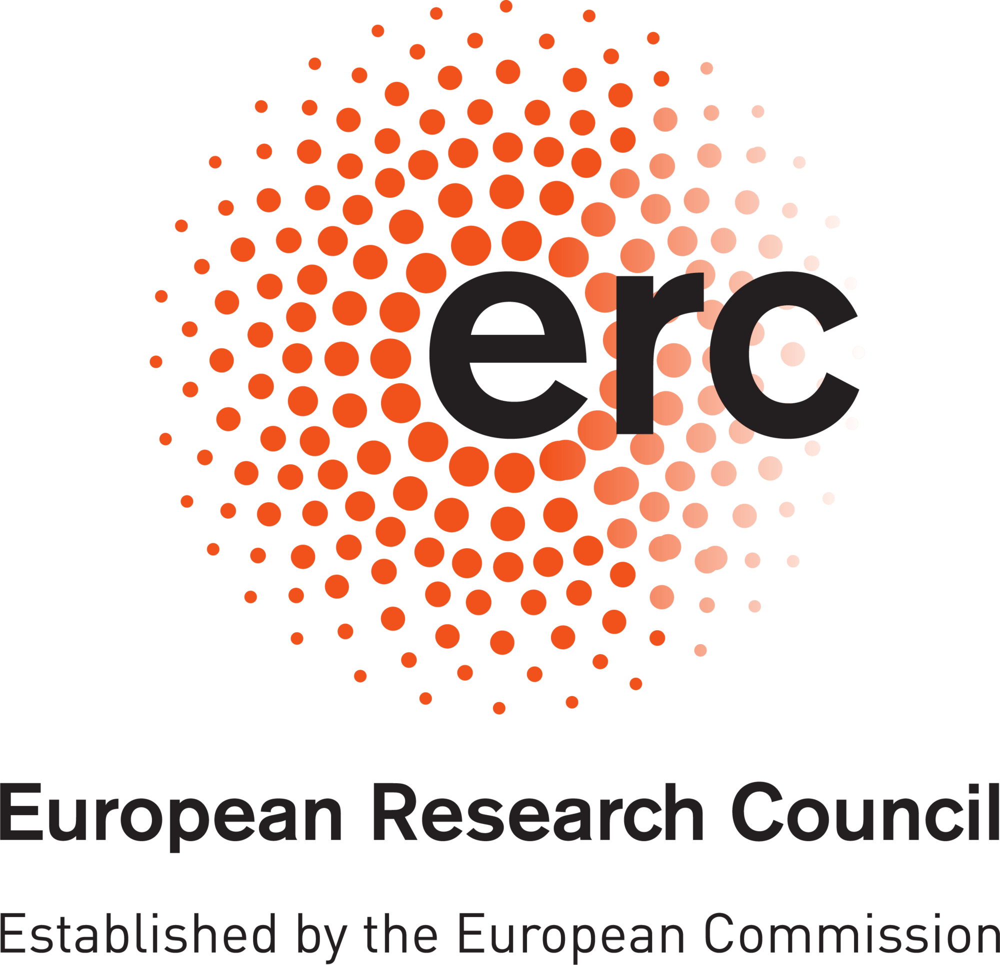 erc
European Research Council
Established by the European Commission